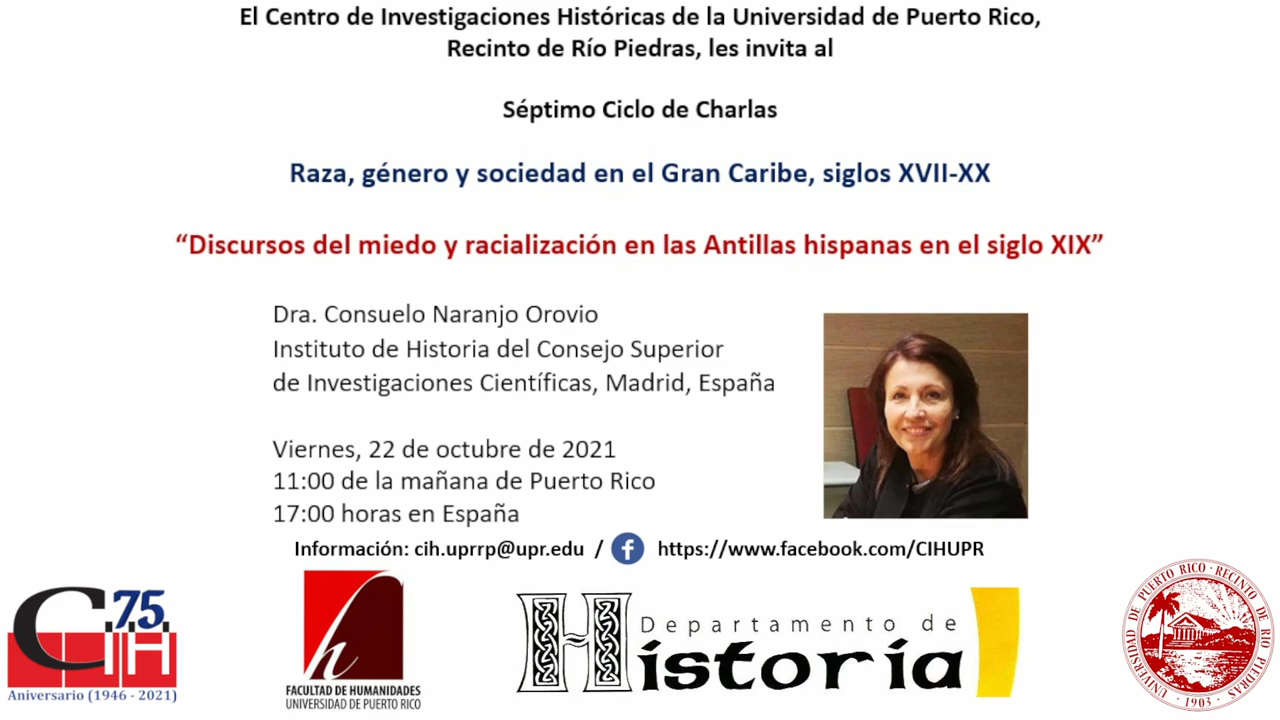 El Centro de Investigaciones Históricas de la Universidad de Puerto Rico,
Recinto de Río Piedras, les invita al
Séptimo Ciclo de Charlas
Raza, género y sociedad en el Gran Caribe, siglos XVII-XX
“Discursos del miedo y racialización en las Antillas hispanas en el siglo XIX”
Dra. Consuelo Naranjo Orovio
Instituto de Historia del Consejo Superior
de Investigaciones Científicas, Madrid, España
Viernes, 22 de octubre de 2021
11:00 de la mañana de Puerto Rico
17:00 horas en España
Información: cih.uprrp@upr.edu / f https://www.facebook.com/CIHUPR
CIH 75
Aniversario (1946 - 2021)
h
FACULTAD DE HUMANIDADES
UNIVERSIDAD DE PUERTO RICO
Departamento de
Historia
UNIVERSIDAD DE PUERTO RICO · RECINTO DE RÍO PIEDRAS
· 1903 ·